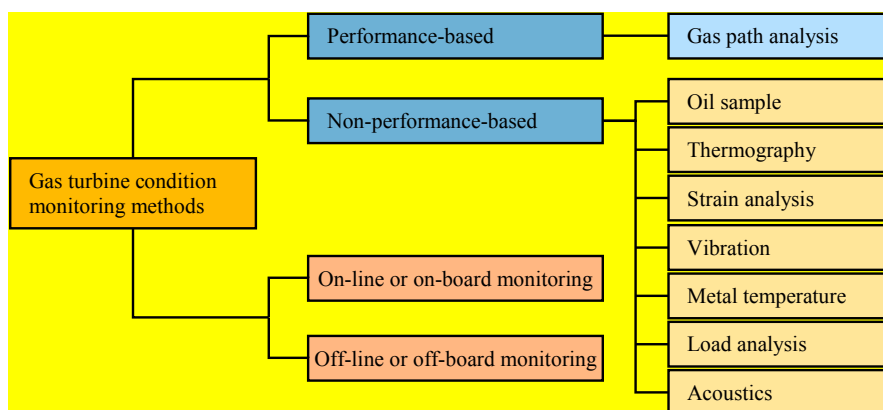 Performance-based
Gas path analysis
Non-performance-based
Oil sample
Thermography
Gas turbine condition
monitoring methods
Strain analysis
Vibration
On-line or on-board monitoring
Metal temperature
Off-line or off-board monitoring
Load analysis
Acoustics